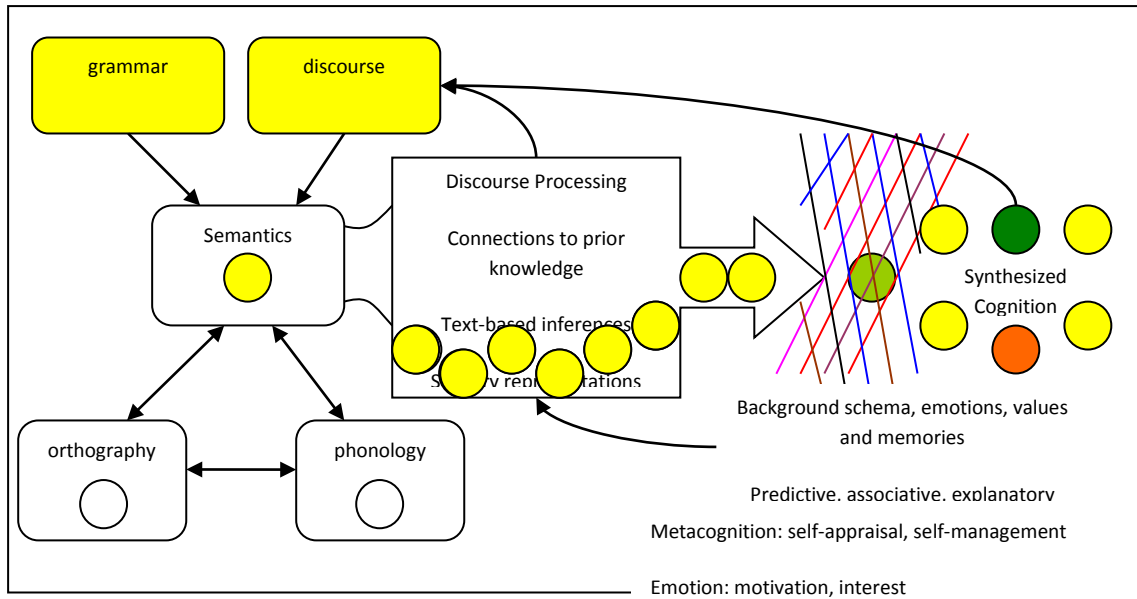 grammar
discourse
Semantics
orthography
phonology
Discourse Processing
Connections to prior
knowledge
Text-based inferences
Synthesized
Cognition
Background schema, emotions, values
and memories
Predictive, associative, explanatory
Metacognition: self-appraisal, self-management
Emotion: motivation, interest